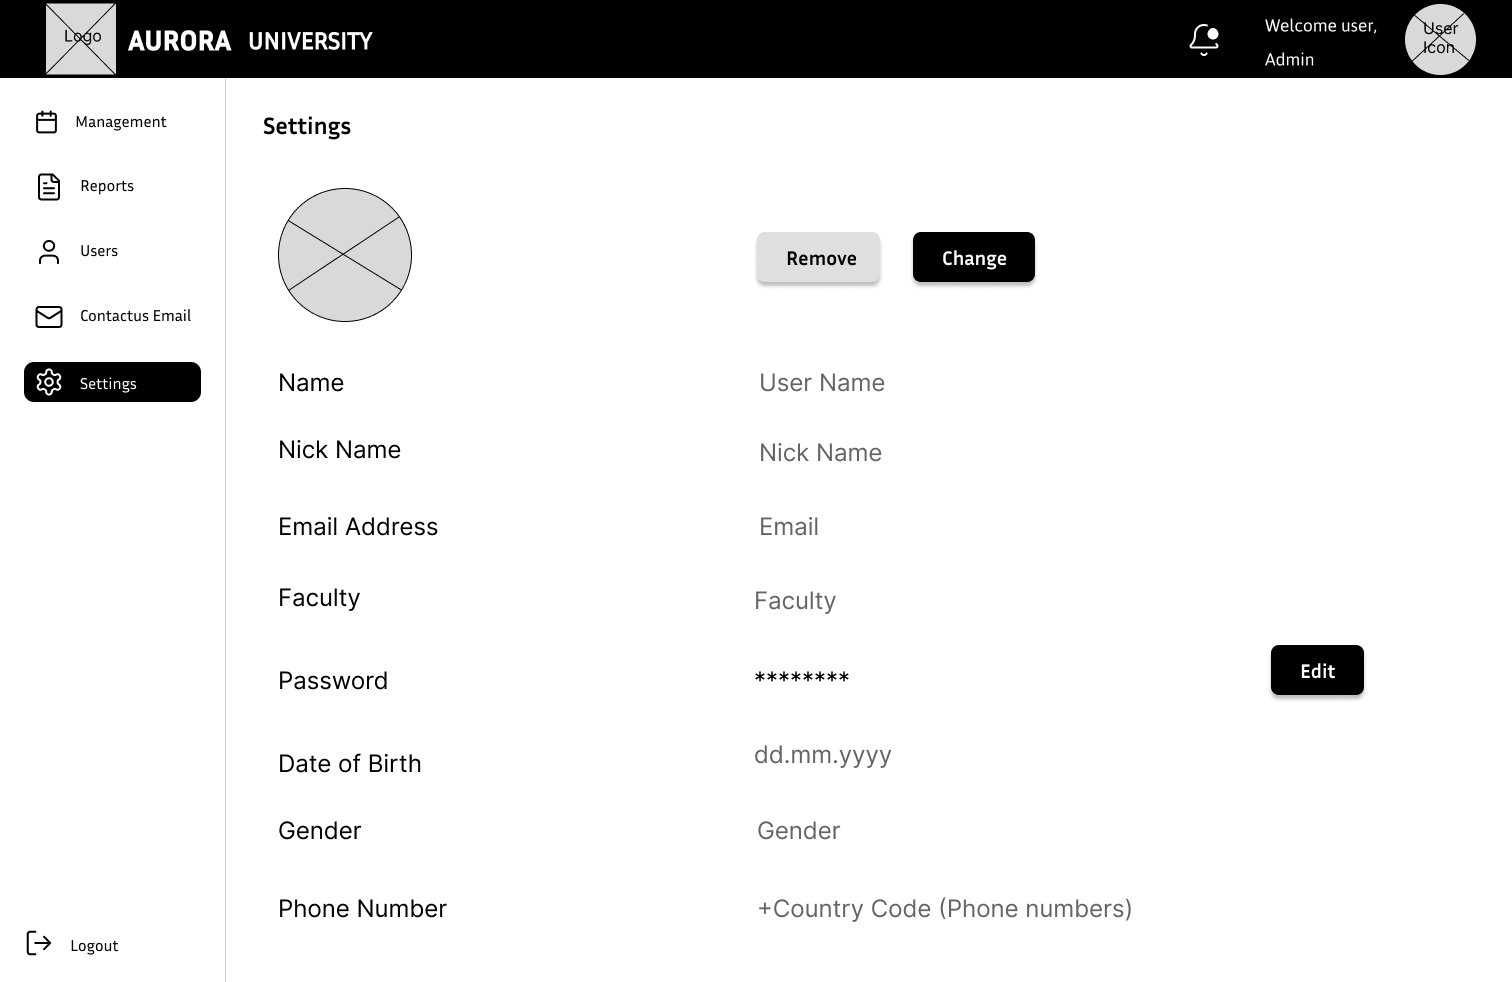 Logo
AURORA UNIVERSITY
Welcome user,
Admin
User
Icon
Management
Reports
Users
Contactus Email
Settings
Logout
Settings
Remove
Change
Name
User Name
Nick Name
Nick Name
Email Address
Email
Faculty
Faculty
Password
********
Edit
Date of Birth
dd.mm.yyyy
Gender
Gender
Phone Number
+Country Code (Phone numbers)